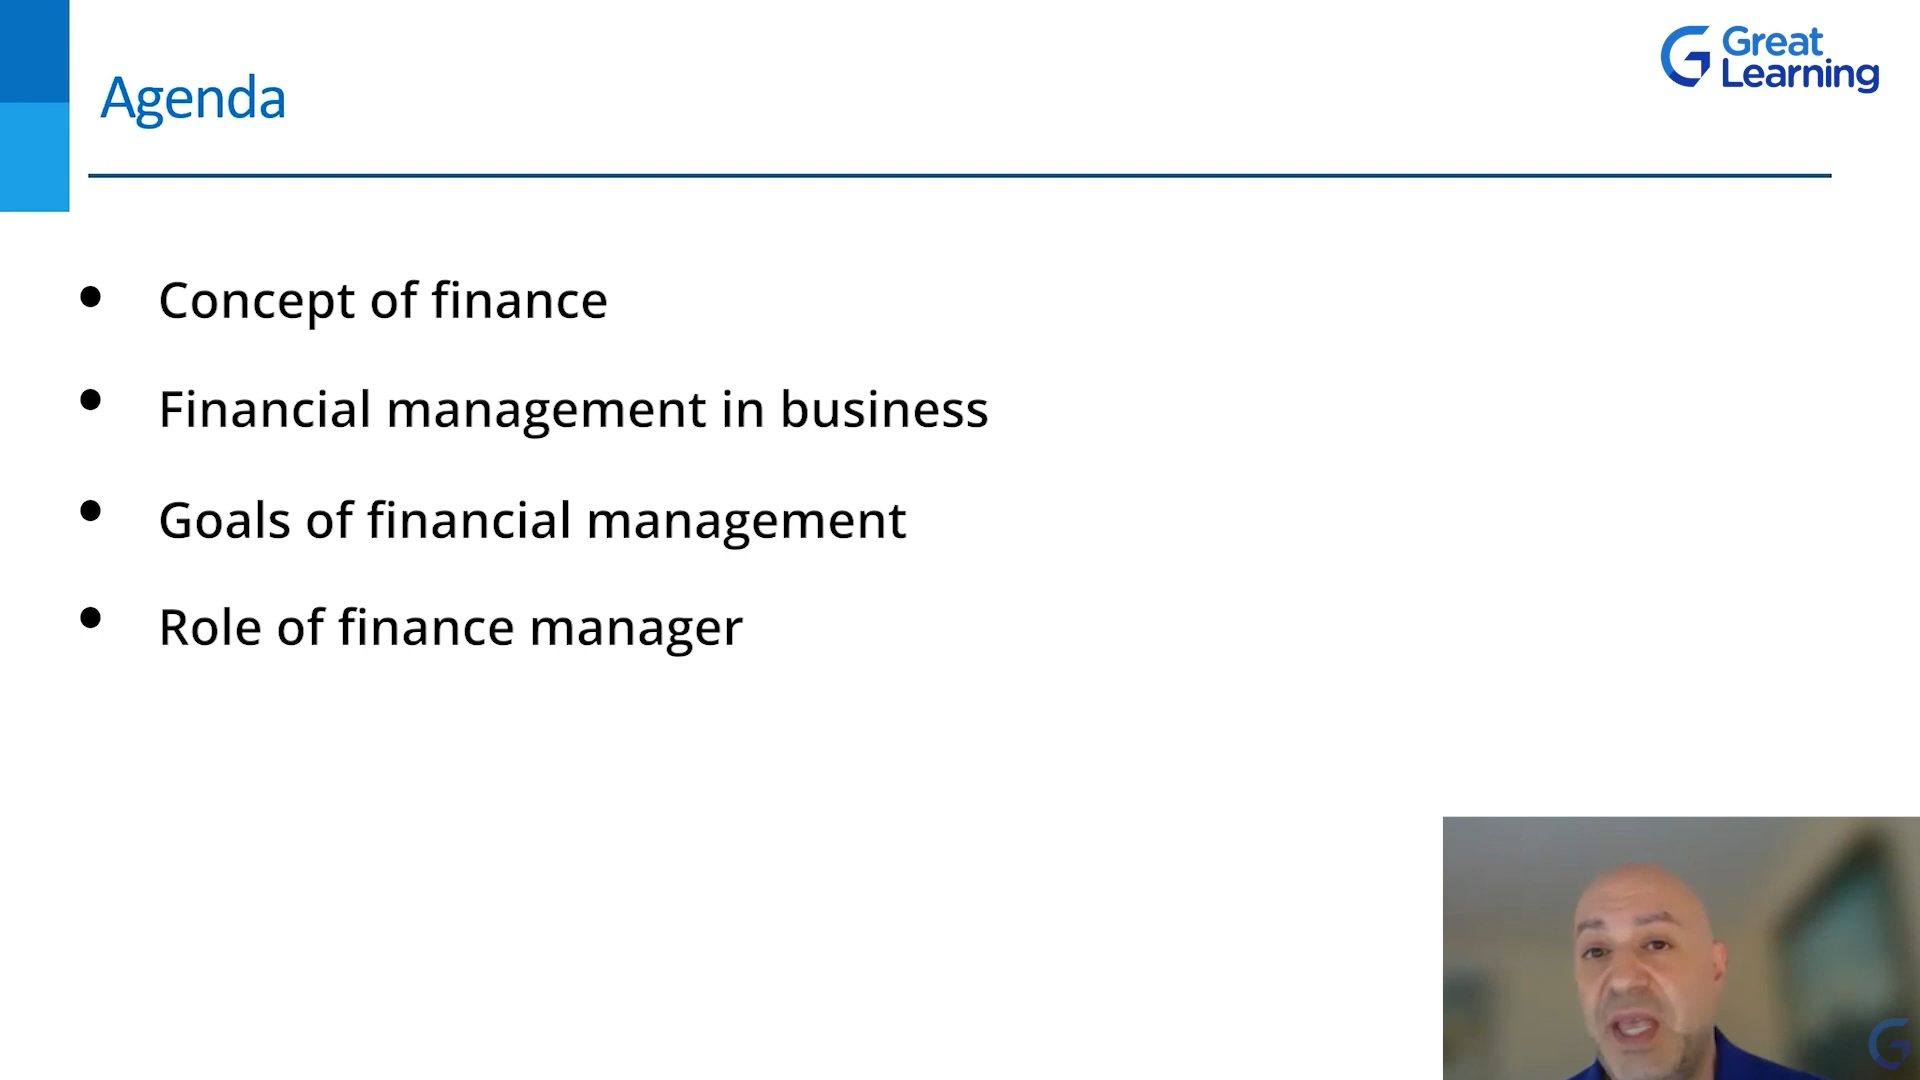 Great
Learning
Agenda
• Concept of finance
• Financial management in business
• Goals of financial management
• Role of finance manager